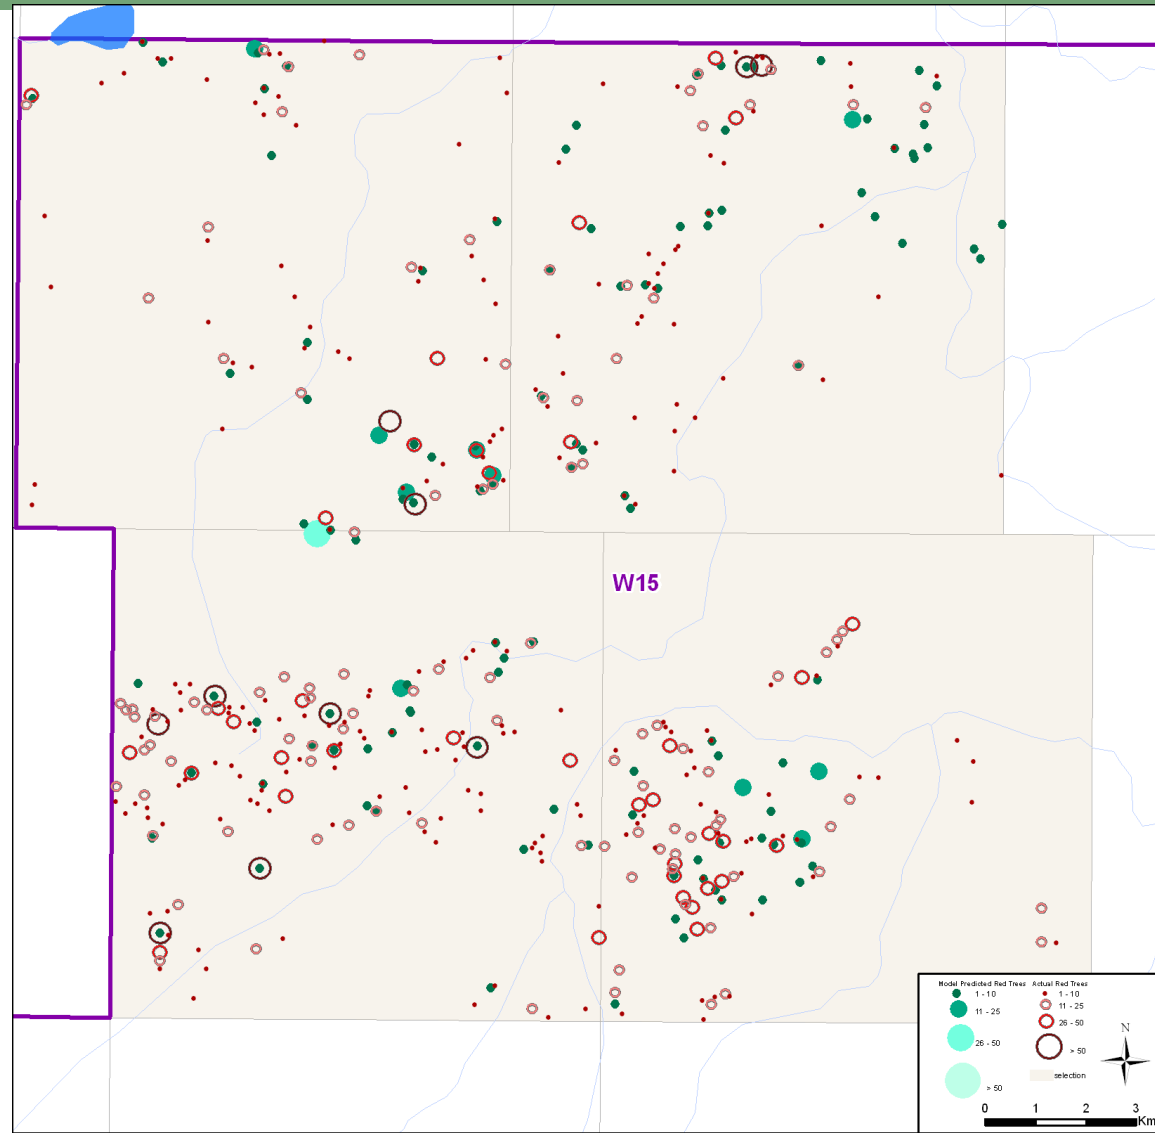 W15
Model Predicted Red Trees Actual Red Trees
1 - 10 1 - 10
11 - 25 11 - 25
26 - 50 26 - 50
> 50 > 50
selection
N
0 1 2 3
Km